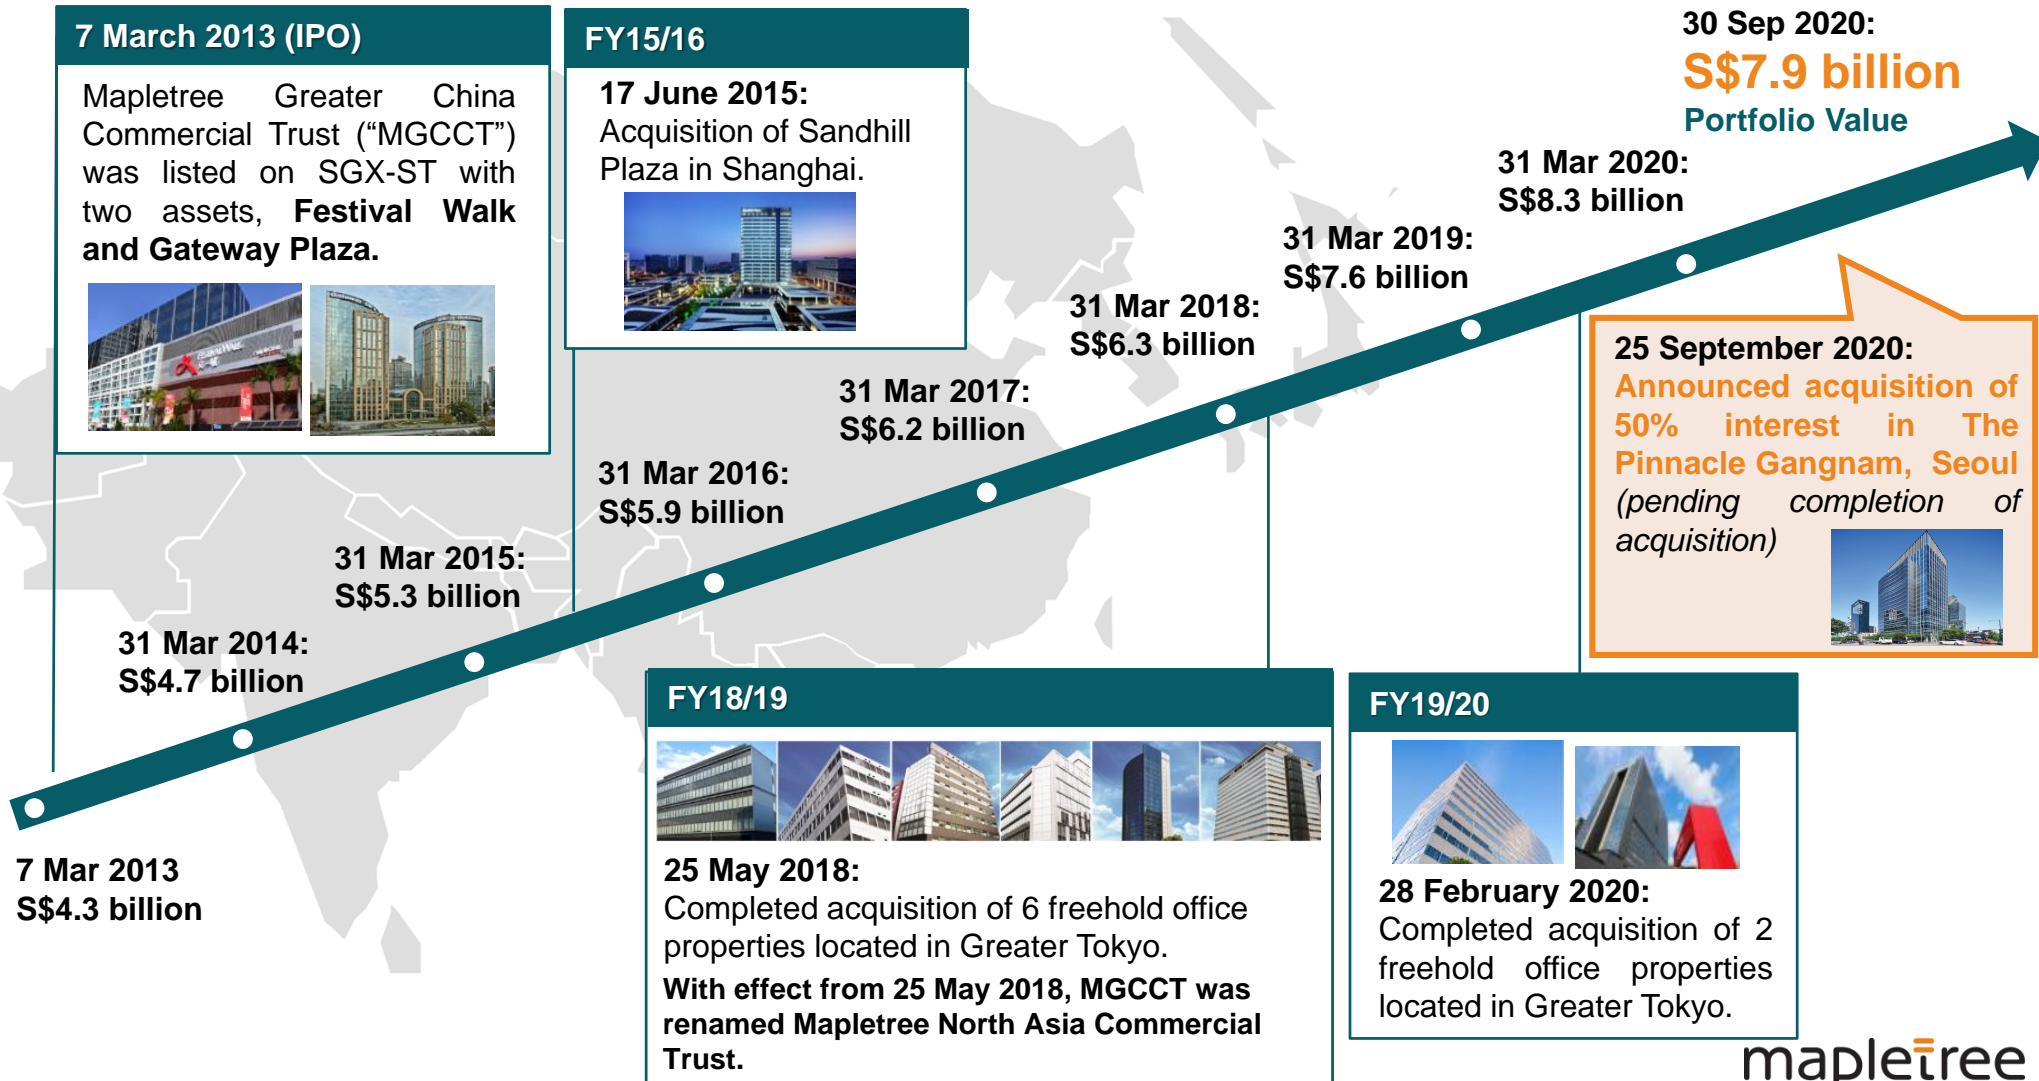 7 March 2013 (IPO)
Mapletree Greater China
Commercial Trust (“MGCCT”)
was listed on SGX-ST with
two assets, Festival Walk
and Gateway Plaza.
FY15/16
17 June 2015:
Acquisition of Sandhill
Plaza in Shanghai.
30 Sep 2020:
S$7.9 billion
Portfolio Value
31 Mar 2020:
S$8.3 billion
31 Mar 2019:
S$7.6 billion
31 Mar 2018:
S$6.3 billion
31 Mar 2017:
S$6.2 billion
31 Mar 2016:
S$5.9 billion
31 Mar 2015:
S$5.3 billion
31 Mar 2014:
S$4.7 billion
7 Mar 2013
S$4.3 billion
25 September 2020:
Announced acquisition of
50% interest in The
Pinnacle Gangnam, Seoul
(pending completion of
acquisition)
FY18/19
25 May 2018:
Completed acquisition of 6 freehold office
properties located in Greater Tokyo.
With effect from 25 May 2018, MGCCT was
renamed Mapletree North Asia Commercial
Trust.
FY19/20
28 February 2020:
Completed acquisition of 2
freehold office properties
located in Greater Tokyo.
mapletree